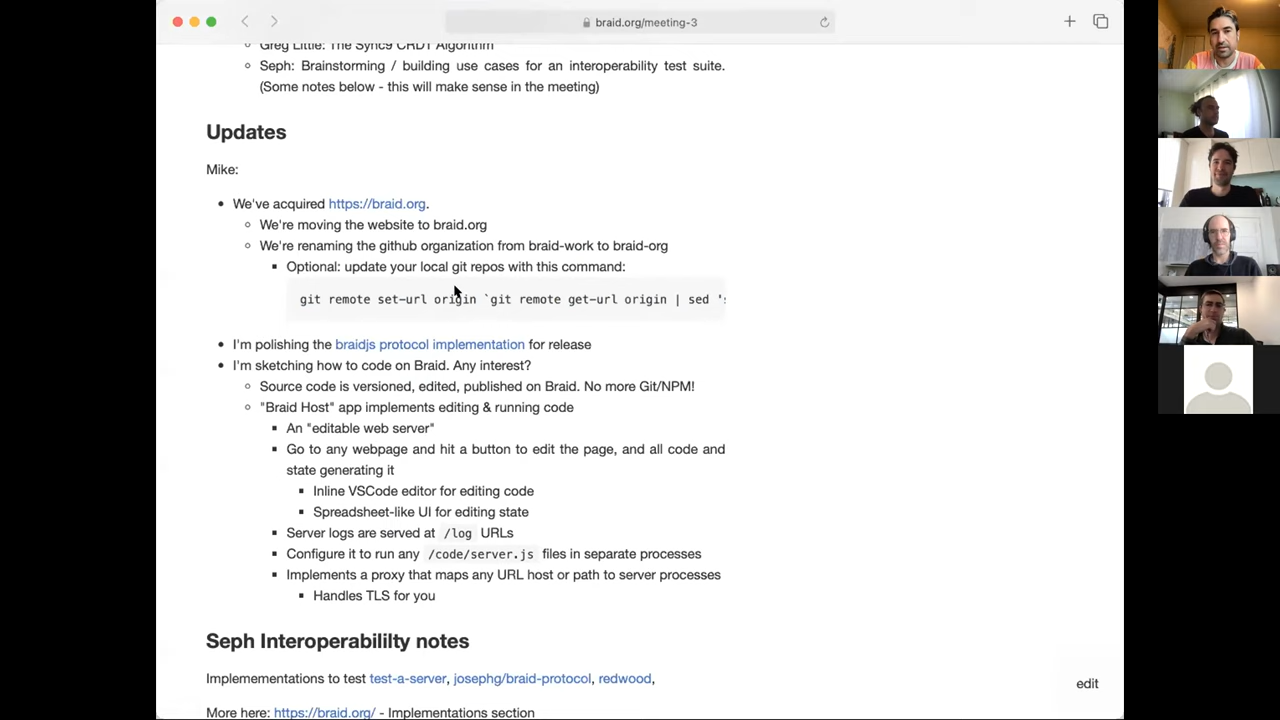 braid.org/meeting-3
Greg Little: The Sync9 CRDT Algorithm
Seph: Brainstorming / building use cases for an interoperability test suite.
(Some notes below - this will make sense in the meeting)
Updates
Mike:
We've acquired https://braid.org.
We're moving the website to braid.org
We're renaming the github organization from braid-work to braid-org
Optional: update your local git repos with this command:
git remote set-url origin `git remote get-url origin | sed 's
I'm polishing the braidjs protocol implementation for release
I'm sketching how to code on Braid. Any interest?
Source code is versioned, edited, published on Braid. No more Git/NPM!
"Braid Host" app implements editing & running code
An "editable web server"
Go to any webpage and hit a button to edit the page, and all code and
state generating it
Inline VSCode editor for editing code
Spreadsheet-like UI for editing state
Server logs are served at /log URLs
Configure it to run any /code/server.js files in separate processes
Implements a proxy that maps any URL host or path to server processes
Handles TLS for you
Seph Interoperabililty notes
Implemementations to test test-a-server, josephg/braid-protocol, redwood,
More here: https://braid.org/ - Implementations section
edit